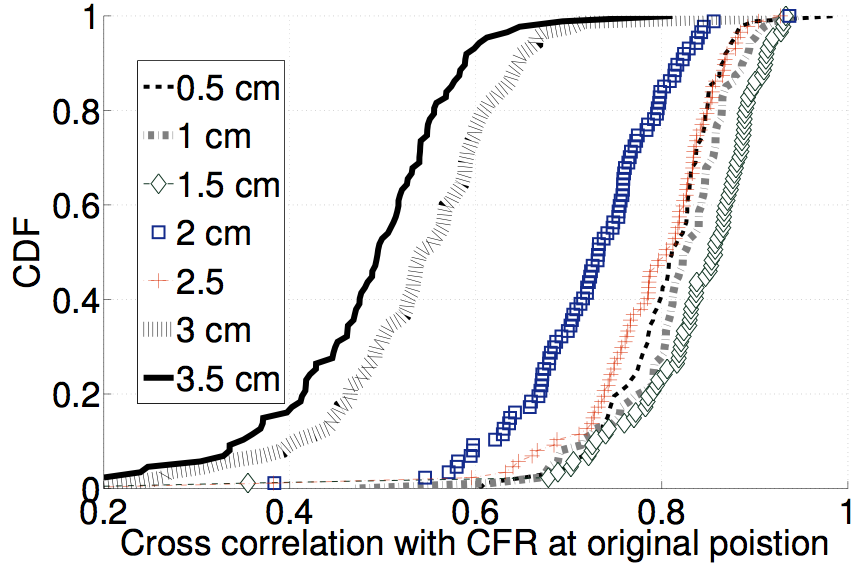 1
0.8
0.6
0.4
0.2
0
CDF
0.5 cm
1 cm
1.5 cm
2 cm
2.5
3 cm
3.5 cm
0.2 0.4 0.6 0.8 1
Cross correlation with CFR at original poistion